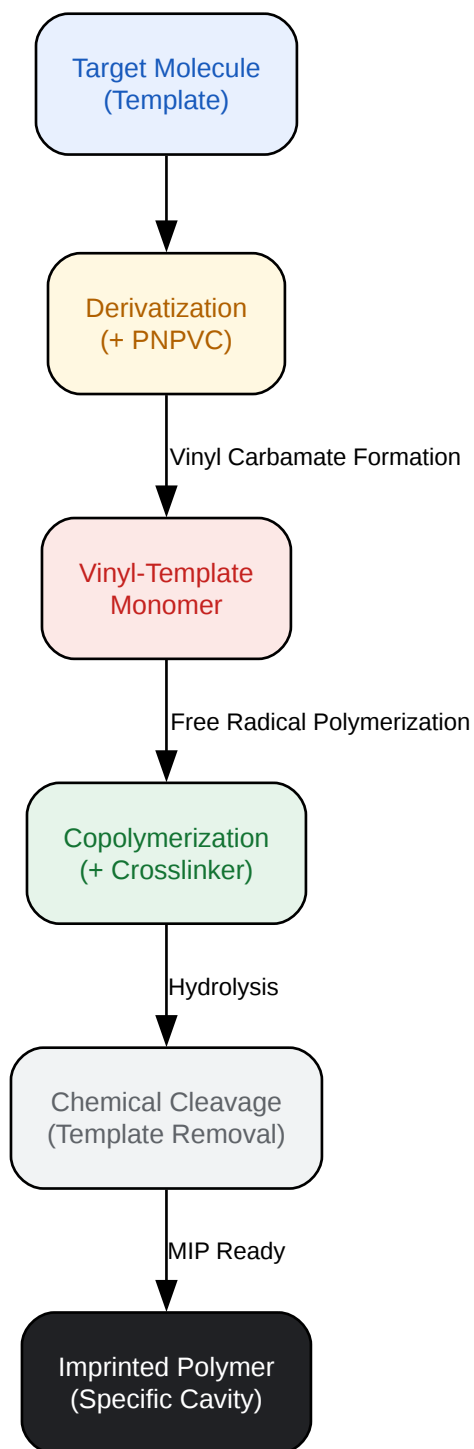 Target Molecule
(Template)
Derivatization
(+ PNPVC)
Vinyl Carbamate Formation
Vinyl-Template
Monomer
Free Radical Polymerization
Copolymerization
(+ Crosslinker)
Hydrolysis
Chemical Cleavage
(Template Removal)
MIP Ready
Imprinted Polymer
(Specific Cavity)